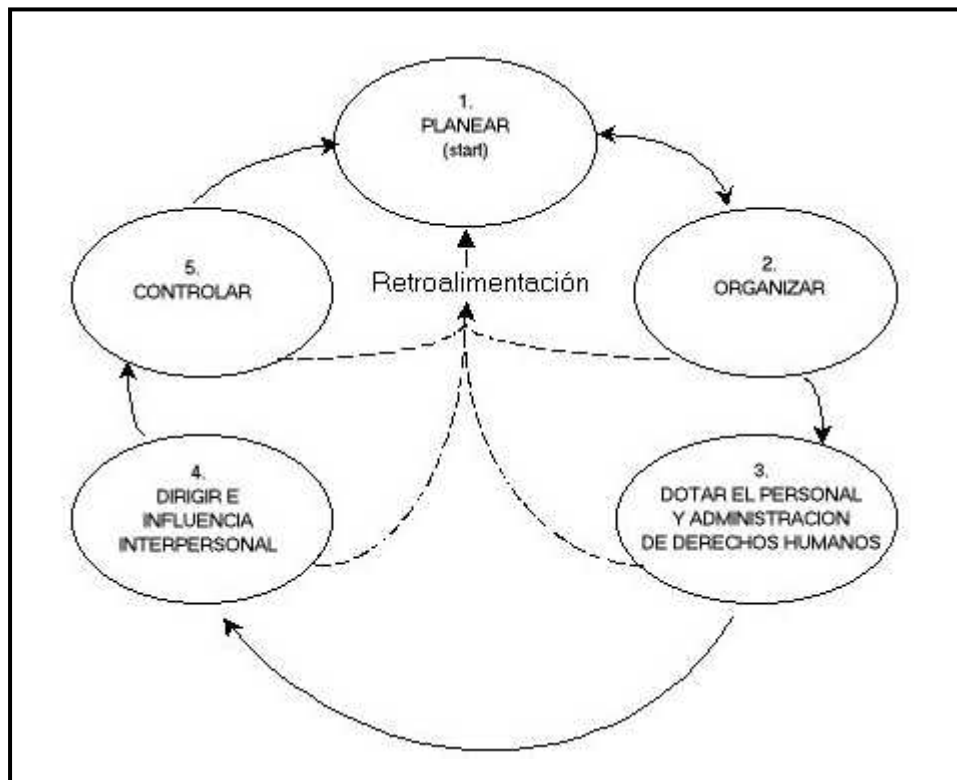 1.
PLANEAR
(start)
2.
ORGANIZAR
3.
DOTAR EL PERSONAL
Y ADMINISTRACION
DE DERECHOS HUMANOS
4.
DIRIGIR E
INFLUENCIA
INTERPERSONAL
5.
CONTROLAR
Retroalimentación